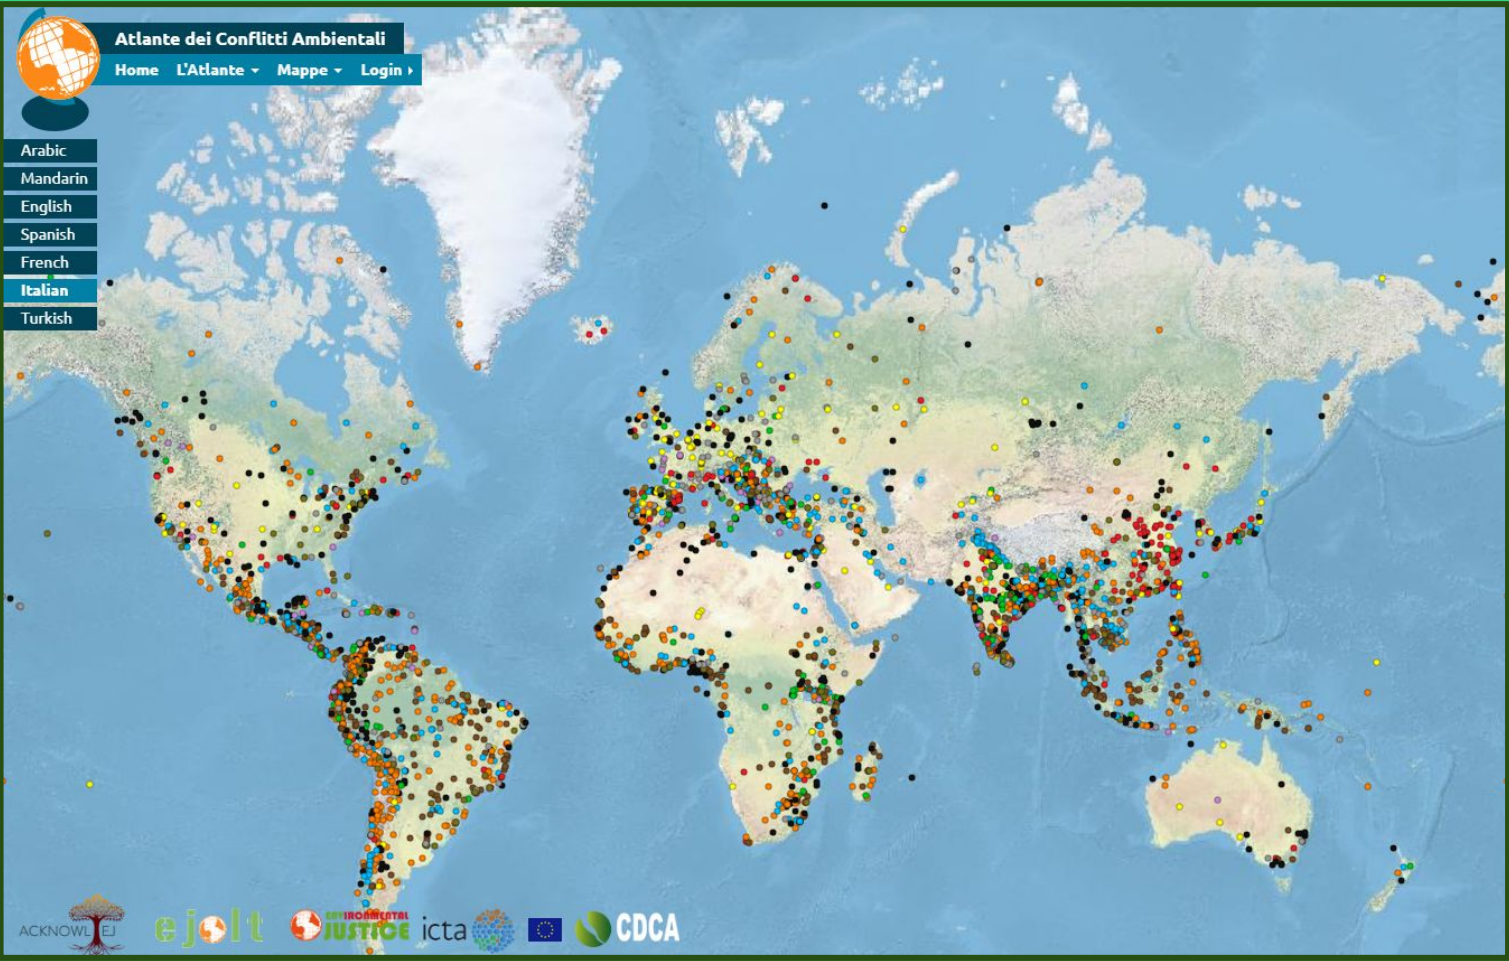 Atlante dei Conflitti Ambientali
Home L'Atlante Mappe Login
Arabic
Mandarin
English
Spanish
French
Italian
Turkish
ACKNOWL EJ
ejolt
ENVIRONMENTAL
JUSTICE
icta
CDCA